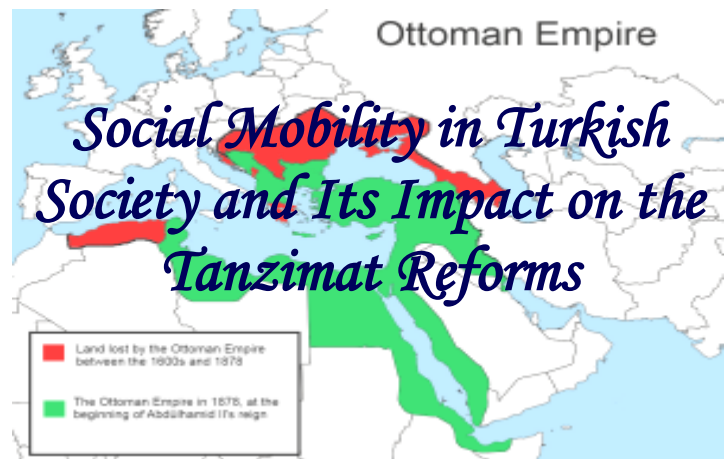 Ottoman Empire
Social Mobility in Turkish
Society and Its Impact on the
Tanzimat Reforms
Land lost by the Ottoman Empire
between the 1600s and 1878
The Ottoman Empire in 1878, at the
beginning of Abdülhamid II's reign